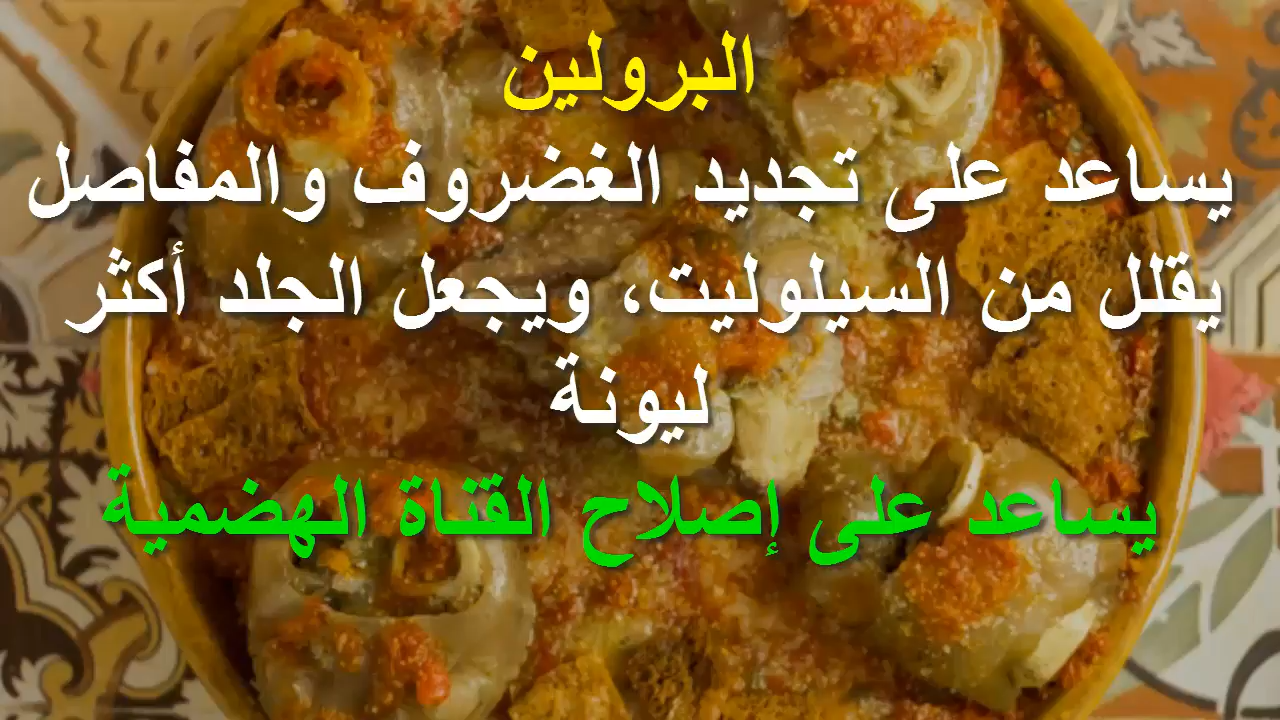 البرولين
يساعد على تجديد الغضروف والمفاصل
يقلل من السيلوليت، ويجعل الجلد أكثر
ليونة
يساعد على إصلاح القناة الهضمية